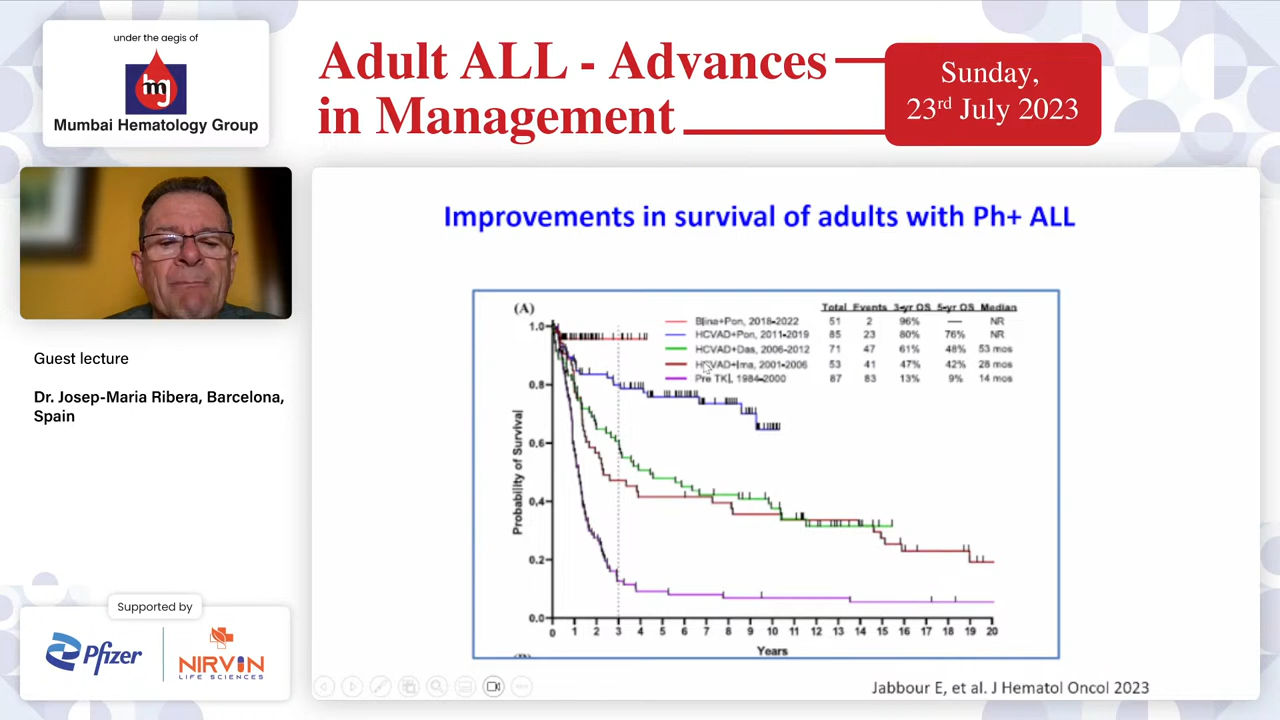 under the aegis of
mJ
Mumbai Hematology Group
Adult ALL - Advances
in Management
Sunday,
23rd July 2023
Guest lecture
Dr. Josep-Maria Ribera, Barcelona,
Spain
Supported by
Pfizer
NIRVIN
LIFE SCIENCES
Improvements in survival of adults with Ph+ ALL
(A)
Total Events 3-yr OS 5-yr OS Median
Blina+Pon, 2018-2022 51 2 96% — NR
HCVAD+Pon, 2011-2019 85 23 80% 76% NR
HCVAD+Das, 2006-2012 71 47 61% 48% 53 mos
HCVAD+Ima, 2001-2006 53 41 47% 42% 28 mos
Pre TKI, 1984-2000 87 83 13% 9% 14 mos
Probability of Survival
1.0
0.8
0.6
0.4
0.2
0.0
0 1 2 3 4 5 6 7 8 9 10 11 12 13 14 15 16 17 18 19 20
Years
Jabbour E, et al. J Hematol Oncol 2023